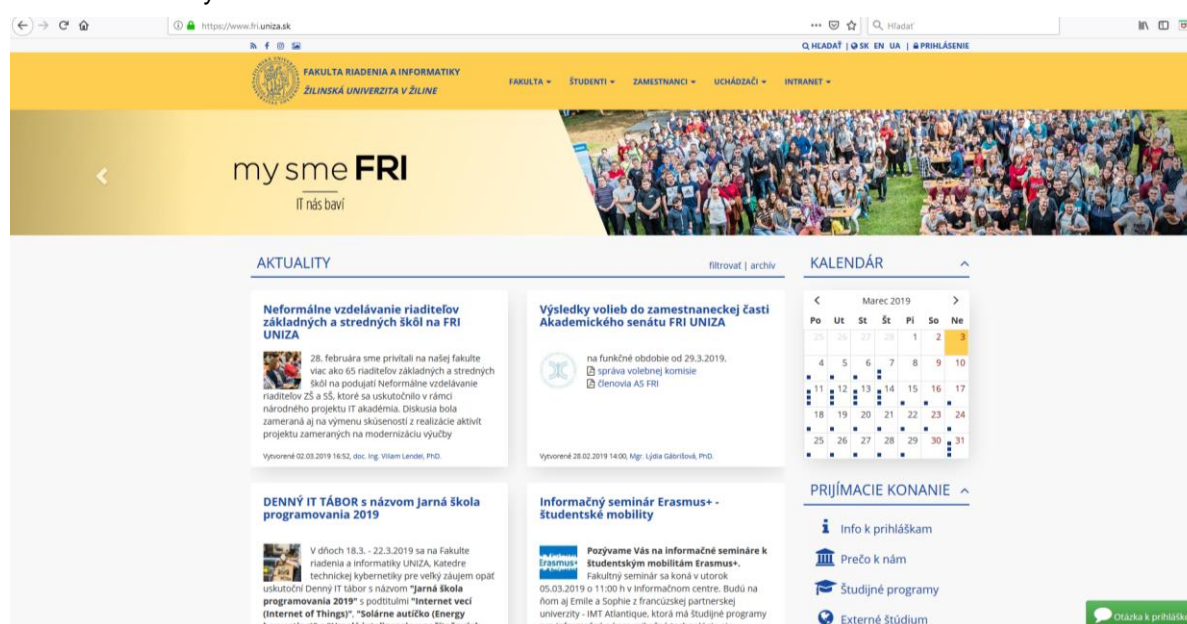 https://www.fri.uniza.sk
Hľadať
HĽADAŤ | SK EN UA | PRIHLÁSENIE
FAKULTA RIADENIA A INFORMATIKY
ŽILINSKÁ UNIVERZITA V ŽILINE
FAKULTA ŠTUDENTI ZAMESTNANCI UCHÁDZAČI INTRANET
my sme FRI
IT nás baví
AKTUALITY
filtrovať | archív
Neformálne vzdelávanie riaditeľov
základných a stredných škôl na FRI
UNIZA
28. februára sme privítali na našej fakulte
viac ako 65 riaditeľov základných a stredných
škôl na podujatí Neformálne vzdelávanie
riaditeľov ZŠ a SŠ, ktoré sa uskutočnilo v rámci
národného projektu IT akadémia. Diskusia bola
zameraná aj na výmenu skúseností z realizácie aktivít
projektu zameraných na modernizáciu výučby
Vytvorené 02.03.2019 16:52, doc. Ing. Viliam Lendel, PhD.
Výsledky volieb do zamestnaneckej časti
Akademického senátu FRI UNIZA
na funkčné obdobie od 29.3.2019.
správa volebnej komisie
členovia AS FRI
Vytvorené 28.02.2019 14:00, Mgr. Lýdia Gábrišová, PhD.
DENNÝ IT TÁBOR s názvom Jarná škola
programovania 2019
V dňoch 18.3. - 22.3.2019 sa na Fakulte
riadenia a informatiky UNIZA, Katedre
technickej kybernetiky pre veľký záujem opäť
uskutoční Denný IT tábor s názvom "Jarná škola
programovania 2019" s podtitulmi "Internet vecí
(Internet of Things)", "Solárne autíčko (Energy
Informačný seminár Erasmus+ -
študentské mobility
Erasmus+
Pozývame Vás na informačné semináre k
študentským mobilitám Erasmus+.
Fakultný seminár sa koná v utorok
05.03.2019 o 11:00 h v Informačnom centre. Budú na
ňom aj Emile a Sophie z francúzskej partnerskej
univerzity - IMT Atlantique, ktorá má študijné programy
KALENDÁR
Marec 2019
Po Ut St Št Pi So Ne
25 26 27 28 1 2 3
4 5 6 7 8 9 10
11 12 13 14 15 16 17
18 19 20 21 22 23 24
25 26 27 28 29 30 31
PRIJÍMACIE KONANIE
Info k prihláškam
Prečo k nám
Študijné programy
Externé štúdium
Otázka k prihláške